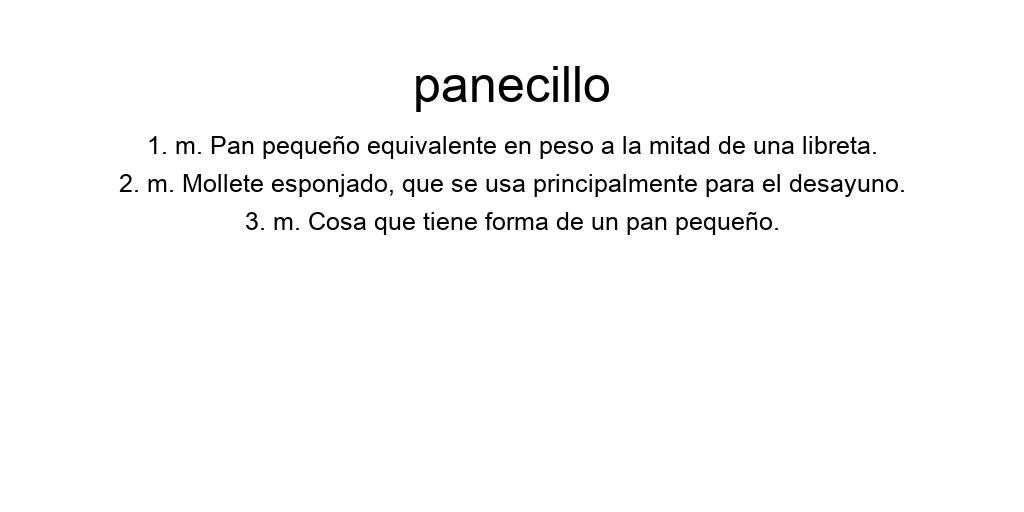 panecillo
1. m. Pan pequeño equivalente en peso a la mitad de una libreta.
2. m. Mollete esponjado, que se usa principalmente para el desayuno.
3. m. Cosa que tiene forma de un pan pequeño.